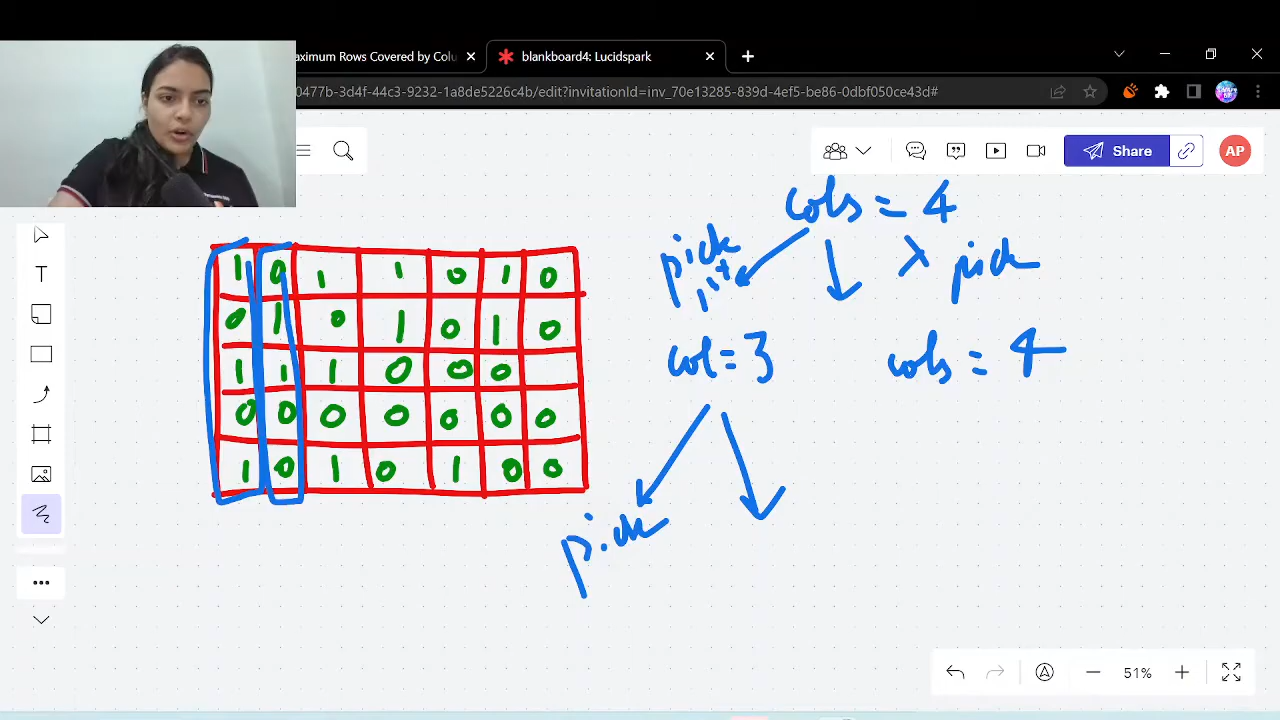 aximum Rows Covered by Colu
blankboard4: Lucidspark
0477b-3d4f-44c3-9232-1a8de5226c4b/edit?invitationId=inv_70e13285-839d-4ef5-be86-0dbf050ce43d#
Share
AP
T
cols = 4
pick
1st
x pick
col = 3
cols = 4
pick
1 0 1 1 0 1 0
0 1 0 1 0 1 0
1 1 1 0 0 0
0 0 0 0 0 0 0
1 0 1 0 1 0 0
51%